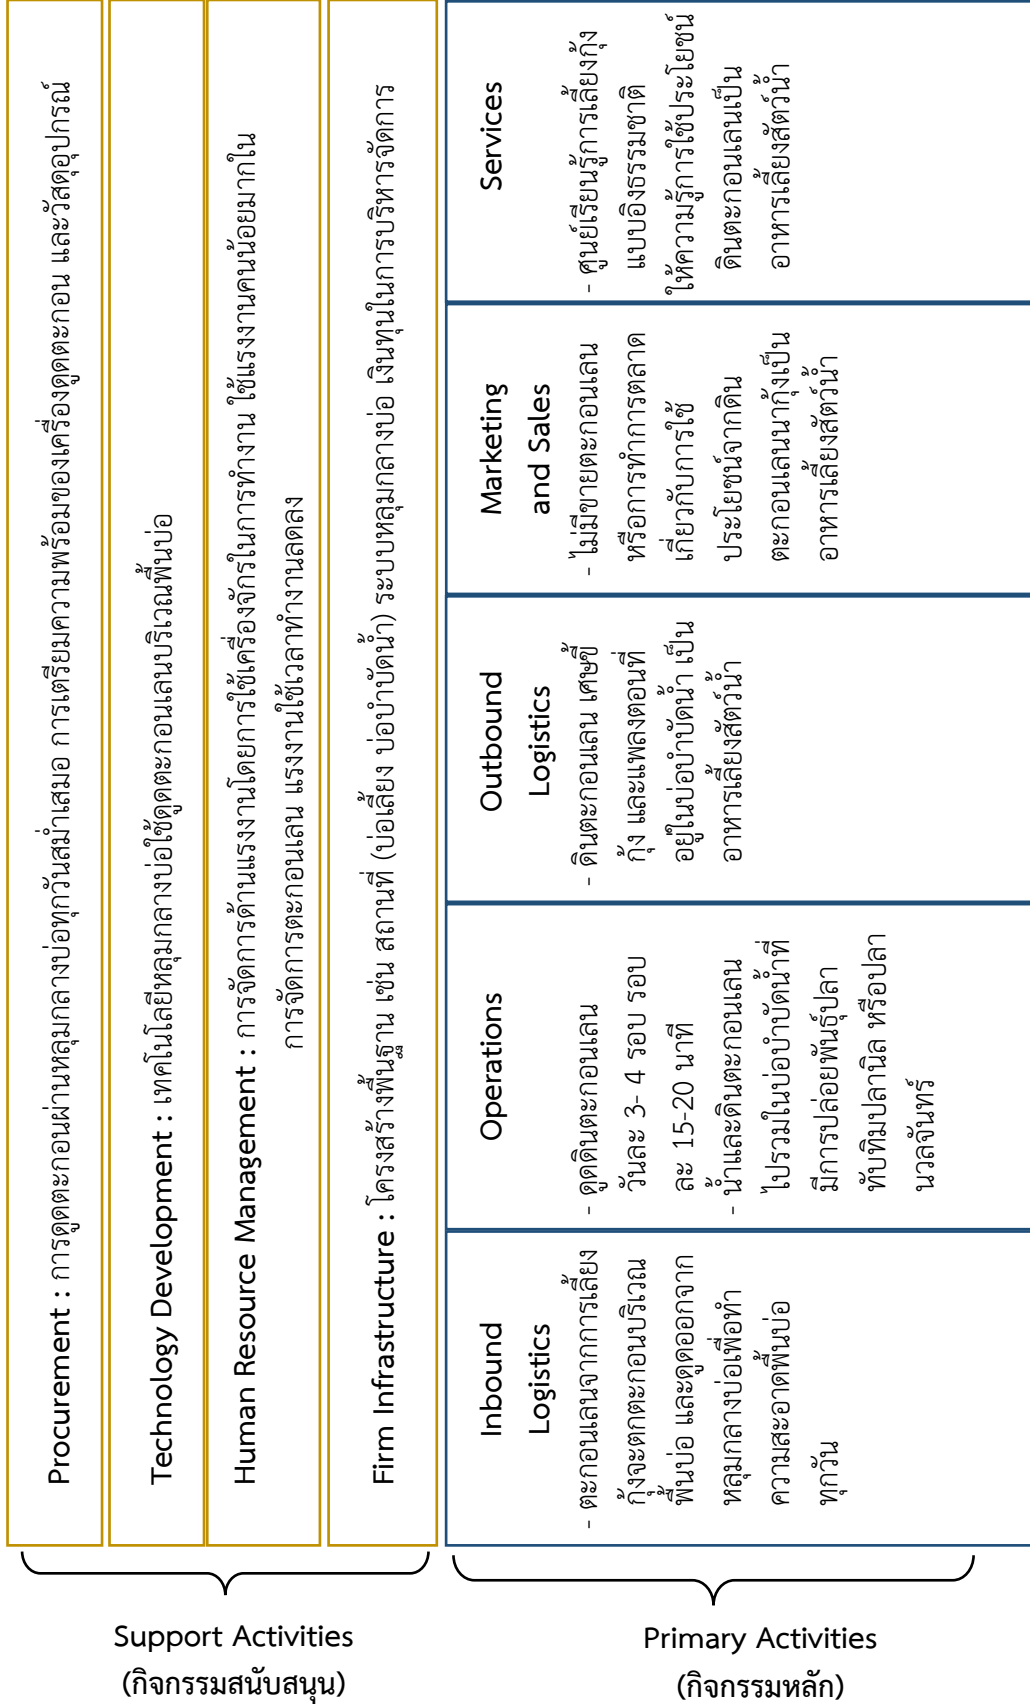 Procurement : การดูดตะกอนผ่านหลุมกลางบ่อทุกวันสม่ำเสมอ การเตรียมความพร้อมของเครื่องดูดตะกอน และวัสดุอุปกรณ์
Technology Development : เทคโนโลยีหลุมกลางบ่อใช้ดูดตะกอนเลนบริเวณพื้นบ่อ
Human Resource Management : การจัดการด้านแรงงานโดยการใช้เครื่องจักรในการทำงาน ใช้แรงงานคนน้อยมากใน
การจัดการตะกอนเลน แรงงานใช้เวลาทำงานลดลง
Firm Infrastructure : โครงสร้างพื้นฐาน เช่น สถานที่ (บ่อเลี้ยง บ่อบำบัดน้ำ) ระบบหลุมกลางบ่อ เงินทุนในการบริหารจัดการ
Support Activities
(กิจกรรมสนับสนุน)
Inbound
Logistics
- ตะกอนเลนจากการเลี้ยง
กุ้งจะตกตะกอนบริเวณ
พื้นบ่อ และดูดออกจาก
หลุมกลางบ่อเพื่อทำ
ความสะอาดพื้นบ่อ
ทุกวัน
Operations
- ดูดดินตะกอนเลน
วันละ 3- 4 รอบ รอบ
ละ 15-20 นาที
- น้ำและดินตะกอนเลน
ไปรวมในบ่อบำบัดน้ำที่
มีการปล่อยพันธุ์ปลา
ทับทิมปลานิล หรือปลา
นวลจันทร์
Outbound
Logistics
- ดินตะกอนเลน เศษขี้
กุ้ง และแพลงตอนที่
อยู่ในบ่อบำบัดน้ำ เป็น
อาหารเลี้ยงสัตว์น้ำ
Marketing
and Sales
- ไม่มีขายตะกอนเลน
หรือการทำการตลาด
เกี่ยวกับการใช้
ประโยชน์จากดิน
ตะกอนเลนนากุ้งเป็น
อาหารเลี้ยงสัตว์น้ำ
Services
- ศูนย์เรียนรู้การเลี้ยงกุ้ง
แบบอิงธรรมชาติ
ให้ความรู้การใช้ประโยชน์
ดินตะกอนเลนเป็น
อาหารเลี้ยงสัตว์น้ำ
Primary Activities
(กิจกรรมหลัก)